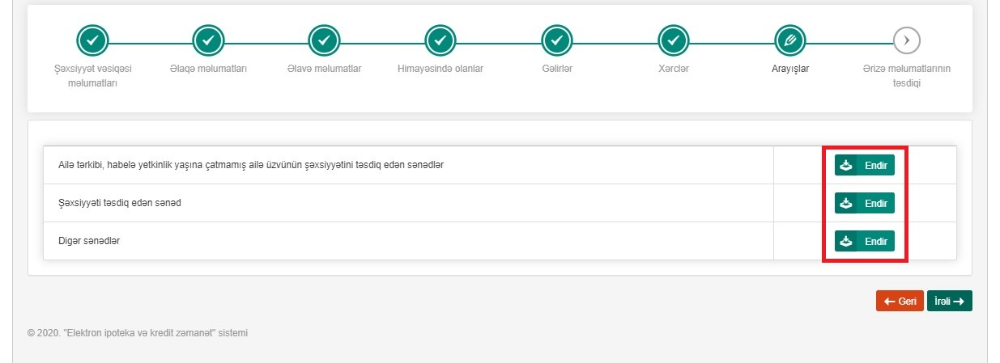 Şəxsiyyət vəsiqəsi
məlumatları
Əlaqə məlumatları
Əlavə məlumatlar
Himayəsində olanlar
Gəlirlər
Xərclər
Arayışlar
Ərizə məlumatlarının
təsdiqi
Ailə tərkibi, habelə yetkinlik yaşına çatmamış ailə üzvünün şəxsiyyətini təsdiq edən sənədlər
Endir
Şəxsiyyəti təsdiq edən sənəd
Endir
Digər sənədlər
Endir
Geri
İrəli
© 2020. "Elektron ipoteka və kredit zəmanət" sistemi